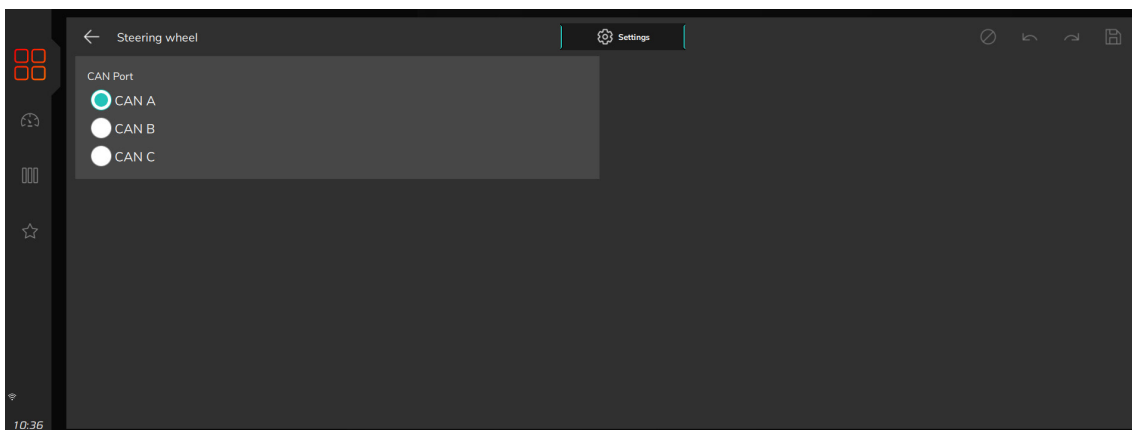 Steering wheel
Settings
CAN Port
CAN A
CAN B
CAN C
10:36